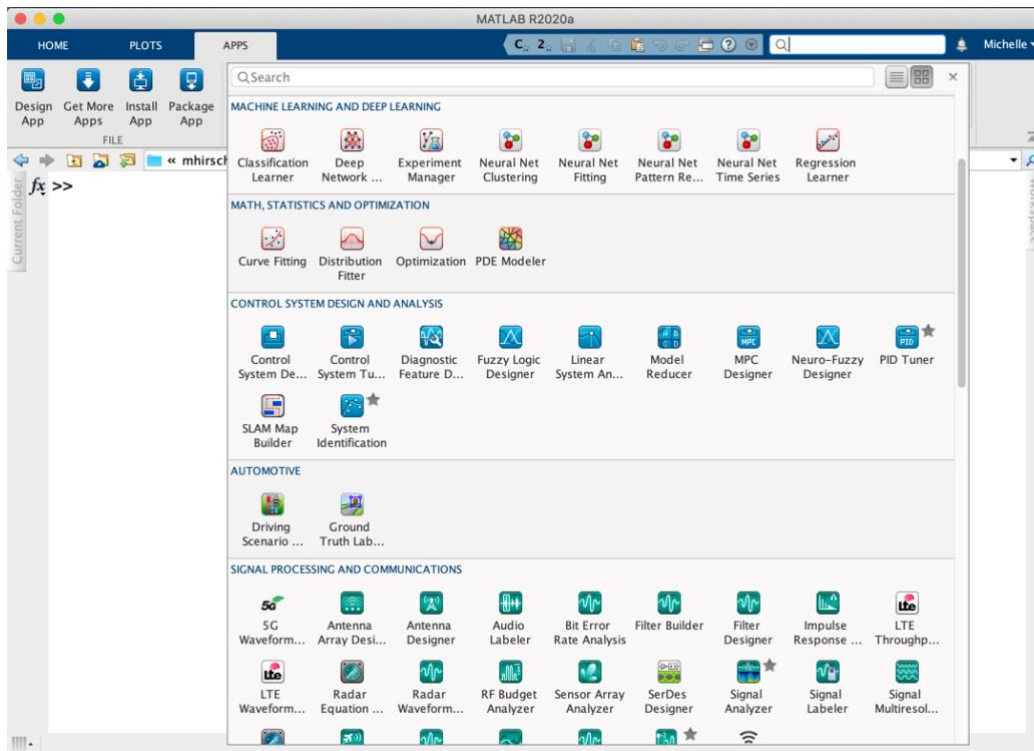 MATLAB R2020a
HOME PLOTS APPS
C 2
Michelle
Search
Design App
Get More Apps
Install App
Package App
FILE
« mhirsch
Current Folder
fx >>
MACHINE LEARNING AND DEEP LEARNING
Classification Learner
Deep Network ...
Experiment Manager
Neural Net Clustering
Neural Net Fitting
Neural Net Pattern Re...
Neural Net Time Series
Regression Learner
MATH, STATISTICS AND OPTIMIZATION
Curve Fitting
Distribution Fitter
Optimization
PDE Modeler
CONTROL SYSTEM DESIGN AND ANALYSIS
Control System De...
Control System Tu...
Diagnostic Feature D...
Fuzzy Logic Designer
Linear System An...
Model Reducer
MPC Designer
Neuro-Fuzzy Designer
PID Tuner
SLAM Map Builder
System Identification
AUTOMOTIVE
Driving Scenario ...
Ground Truth Lab...
SIGNAL PROCESSING AND COMMUNICATIONS
5G Waveform...
Antenna Array Desi...
Antenna Designer
Audio Labeler
Bit Error Rate Analysis
Filter Builder
Filter Designer
Impulse Response ...
LTE Throughp...
LTE Waveform...
Radar Equation ...
Radar Waveform...
RF Budget Analyzer
Sensor Array Analyzer
SerDes Designer
Signal Analyzer
Signal Labeler
Signal Multiresol...